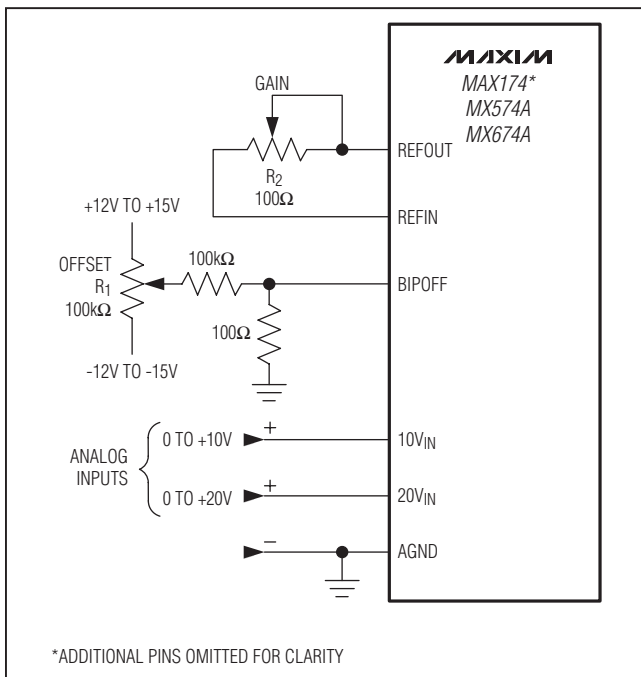 MAXIM
MAX174*
MX574A
MX674A
GAIN
REFOUT
R2
100Ω
REFIN
+12V TO +15V
OFFSET
R1
100kΩ
100kΩ
BIPOFF
100Ω
-12V TO -15V
ANALOG
INPUTS
0 TO +10V
+
10VIN
0 TO +20V
+
20VIN
–
AGND
*ADDITIONAL PINS OMITTED FOR CLARITY